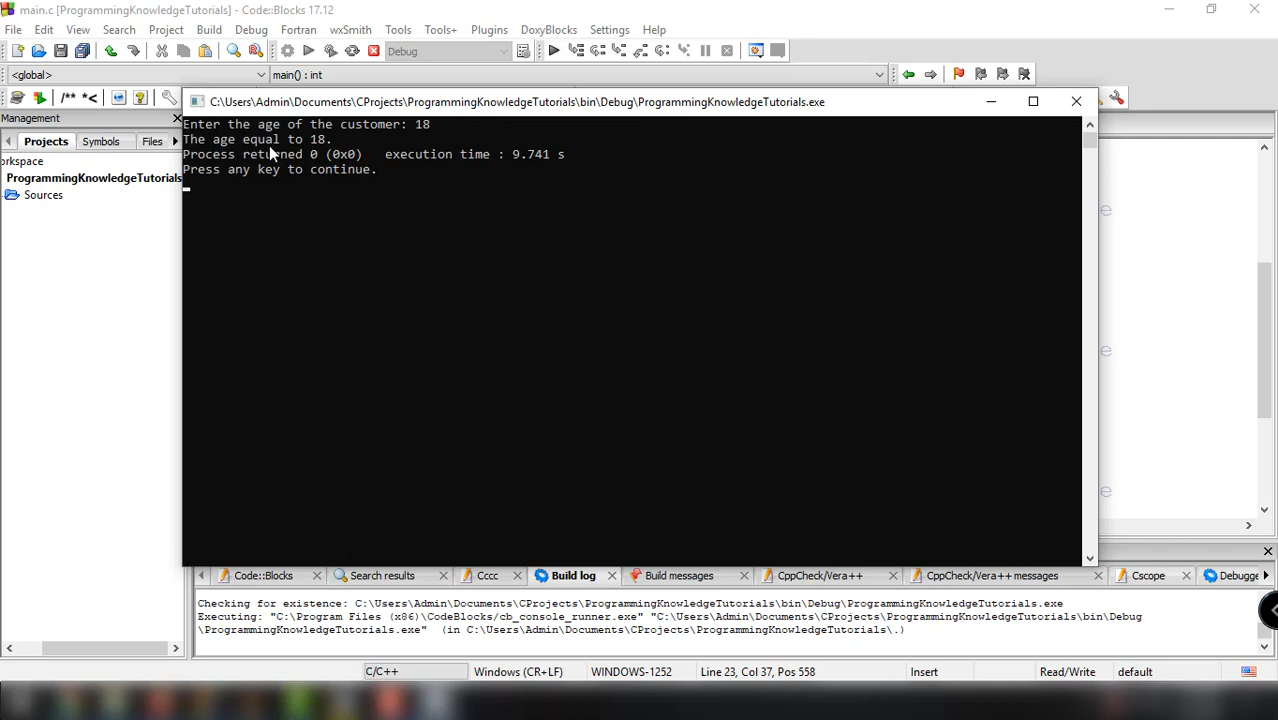 main.c [ProgrammingKnowledgeTutorials] - Code::Blocks 17.12
File Edit View Search Project Build Debug Fortran wxSmith Tools Tools+ Plugins DoxyBlocks Settings Help
Debug
<global> main() : int
/** *<
Management
C:\Users\Admin\Documents\CProjects\ProgrammingKnowledgeTutorials\bin\Debug\ProgrammingKnowledgeTutorials.exe
Projects Symbols Files
Enter the age of the customer: 18
The age equal to 18.
Process returned 0 (0x0)   execution time : 9.741 s
Press any key to continue.
orkspace
ProgrammingKnowledgeTutorials
Sources
e
e
e
Code::Blocks Search results Cccc Build log Build messages CppCheck/Vera++ CppCheck/Vera++ messages Cscope Debugge
Checking for existence: C:\Users\Admin\Documents\CProjects\ProgrammingKnowledgeTutorials\bin\Debug\ProgrammingKnowledgeTutorials.exe
Executing: "C:\Program Files (x86)\CodeBlocks/cb_console_runner.exe" "C:\Users\Admin\Documents\CProjects\ProgrammingKnowledgeTutorials\bin\Debug
\ProgrammingKnowledgeTutorials.exe"  (in C:\Users\Admin\Documents\CProjects\ProgrammingKnowledgeTutorials\.)
C/C++ Windows (CR+LF) WINDOWS-1252 Line 23, Col 37, Pos 558 Insert Read/Write default